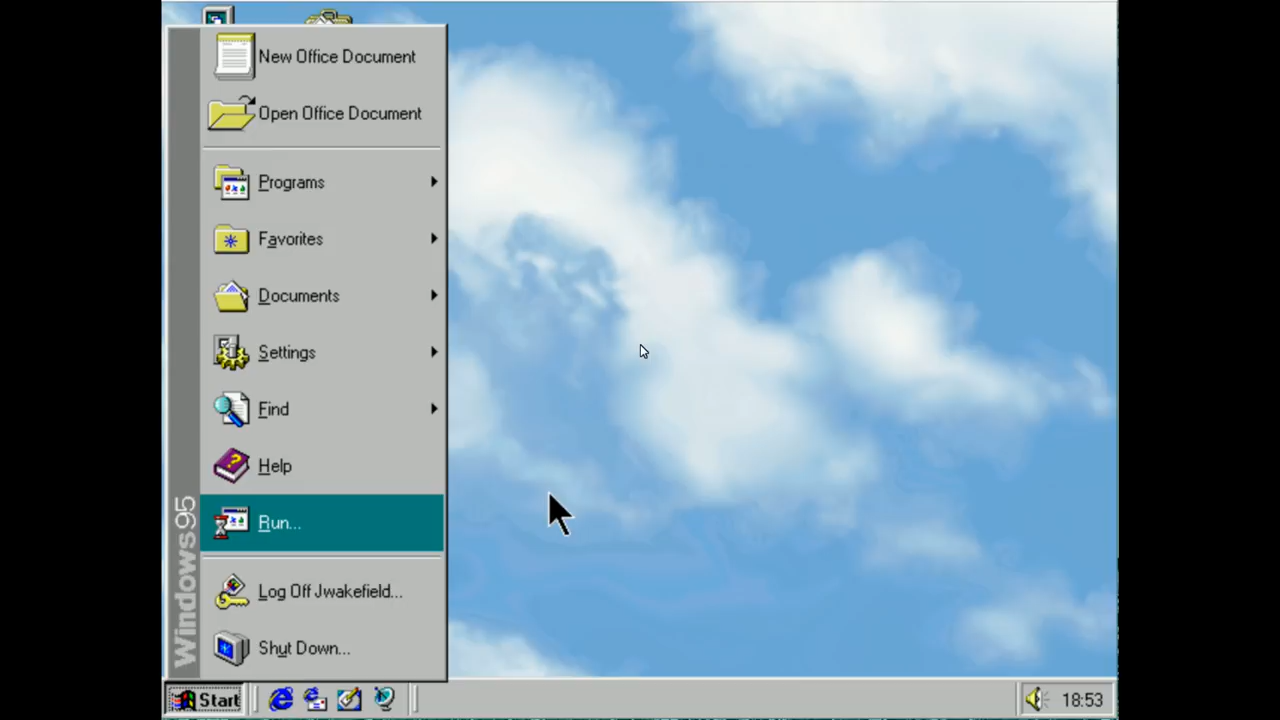 New Office Document
Open Office Document
Programs
Favorites
Documents
Settings
Find
Help
Run...
Log Off Jwakefield...
Shut Down...
Windows95
Start
18:53